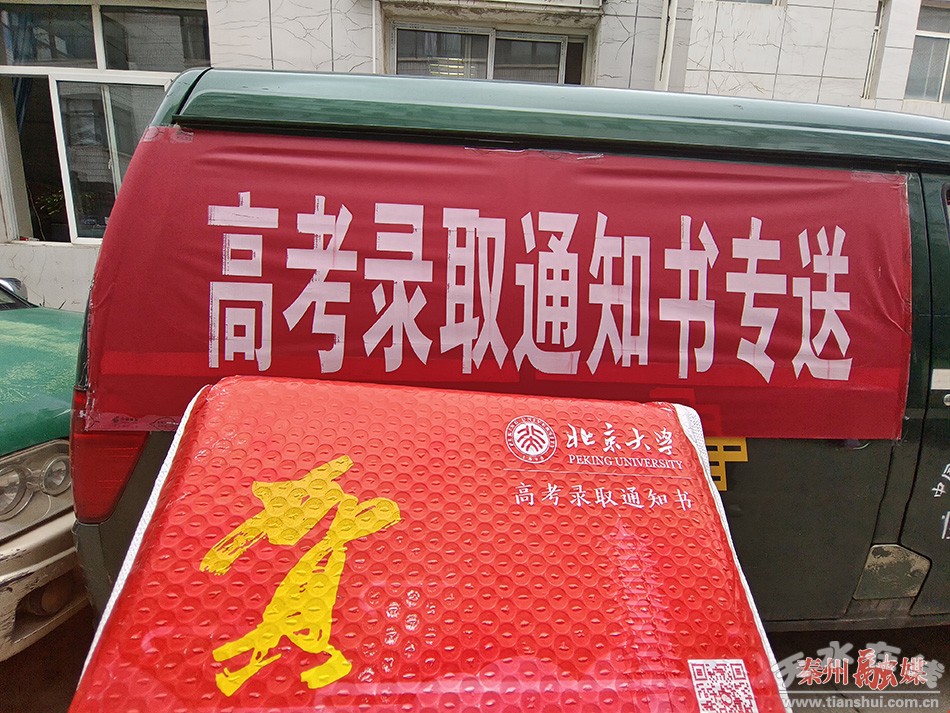 高考录取通知书专送
北京大学
PEKING UNIVERSITY
高考录取通知书
贺
秦州融媒
www.tianshui.com.cn